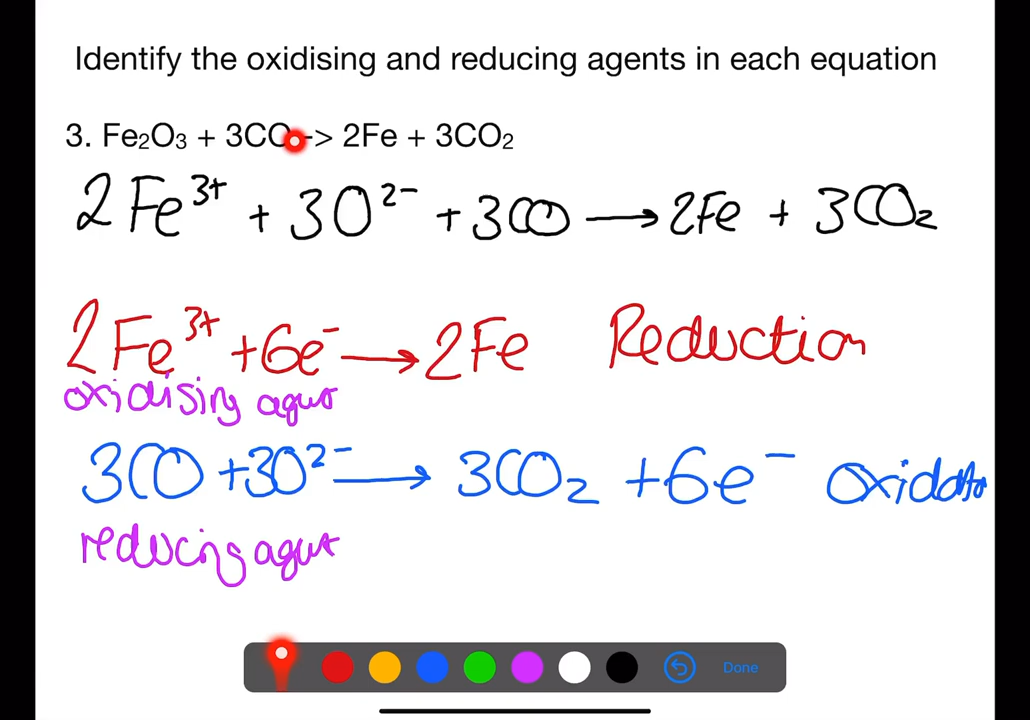 Identify the oxidising and reducing agents in each equation
3. Fe₂O₃ + 3CO -> 2Fe + 3CO₂
2Fe³⁺ + 3O²⁻ + 3CO ⟶ 2Fe + 3CO₂
2Fe³⁺ + 6e⁻ ⟶ 2Fe Reduction
oxidising agent
3CO + 3O²⁻ ⟶ 3CO₂ + 6e⁻
reducing agent
Done